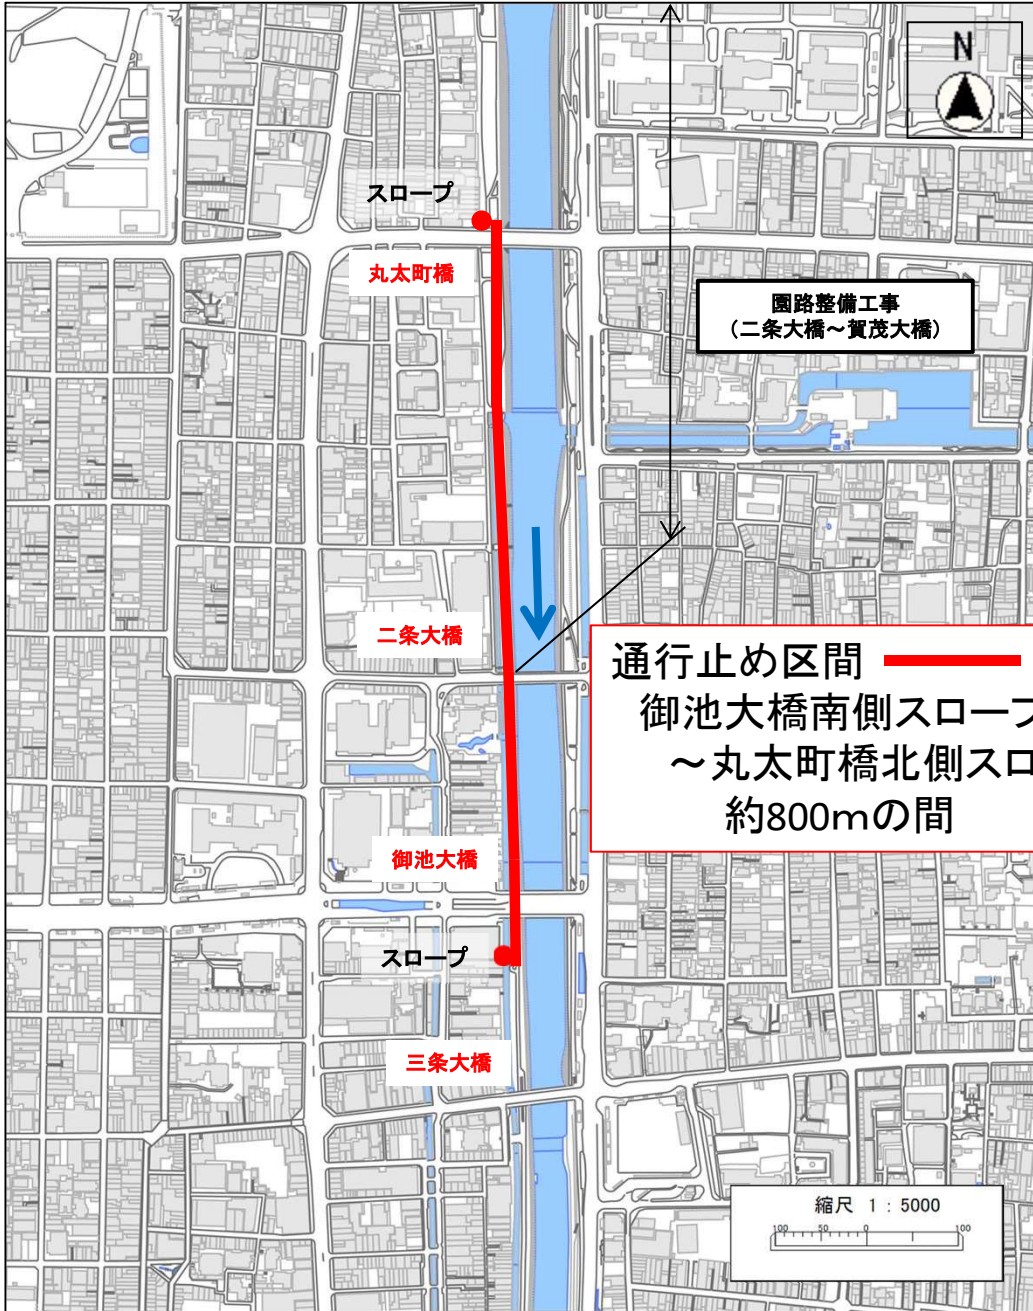 N
スロープ
丸太町橋
園路整備工事
（二条大橋～賀茂大橋）
二条大橋
通行止め区間
御池大橋南側スロープ
～丸太町橋北側スロ
約800mの間
御池大橋
スロープ
三条大橋
縮尺 1 : 5000
100 50 0 100